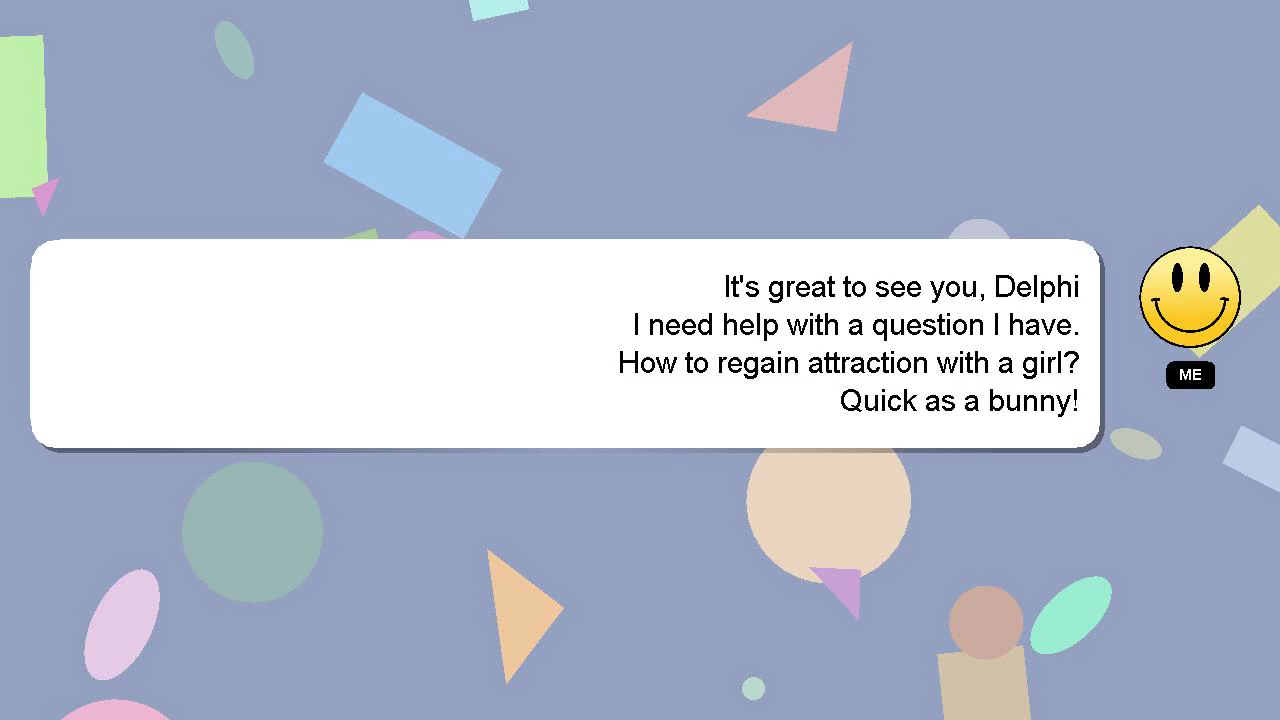 It's great to see you, Delphi
I need help with a question I have.
How to regain attraction with a girl?
Quick as a bunny!
ME